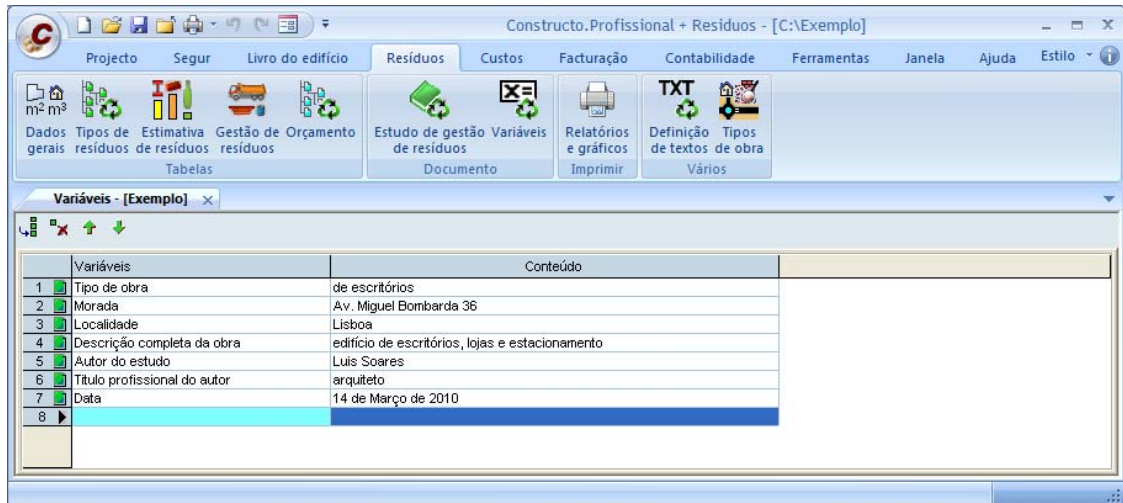 Constructo.Profissional + Residuos - [C:\Exemplo]
Projecto Segur Livro do edifício Resíduos Custos Facturação Contabilidade Ferramentas Janela Ajuda Estilo
m² m³ TXT
Dados gerais
Tipos de resíduos
Estimativa de resíduos
Gestão de resíduos
Orçamento
Estudo de gestão de resíduos
Variáveis
Relatórios e gráficos
Definição de textos
Tipos de obra
Tabelas Documento Imprimir Vários
Variáveis - [Exemplo]
Variáveis Conteúdo
1 Tipo de obra de escritórios
2 Morada Av. Miguel Bombarda 36
3 Localidade Lisboa
4 Descrição completa da obra edifício de escritórios, lojas e estacionamento
5 Autor do estudo Luis Soares
6 Titulo profissional do autor arquiteto
7 Data 14 de Março de 2010
8